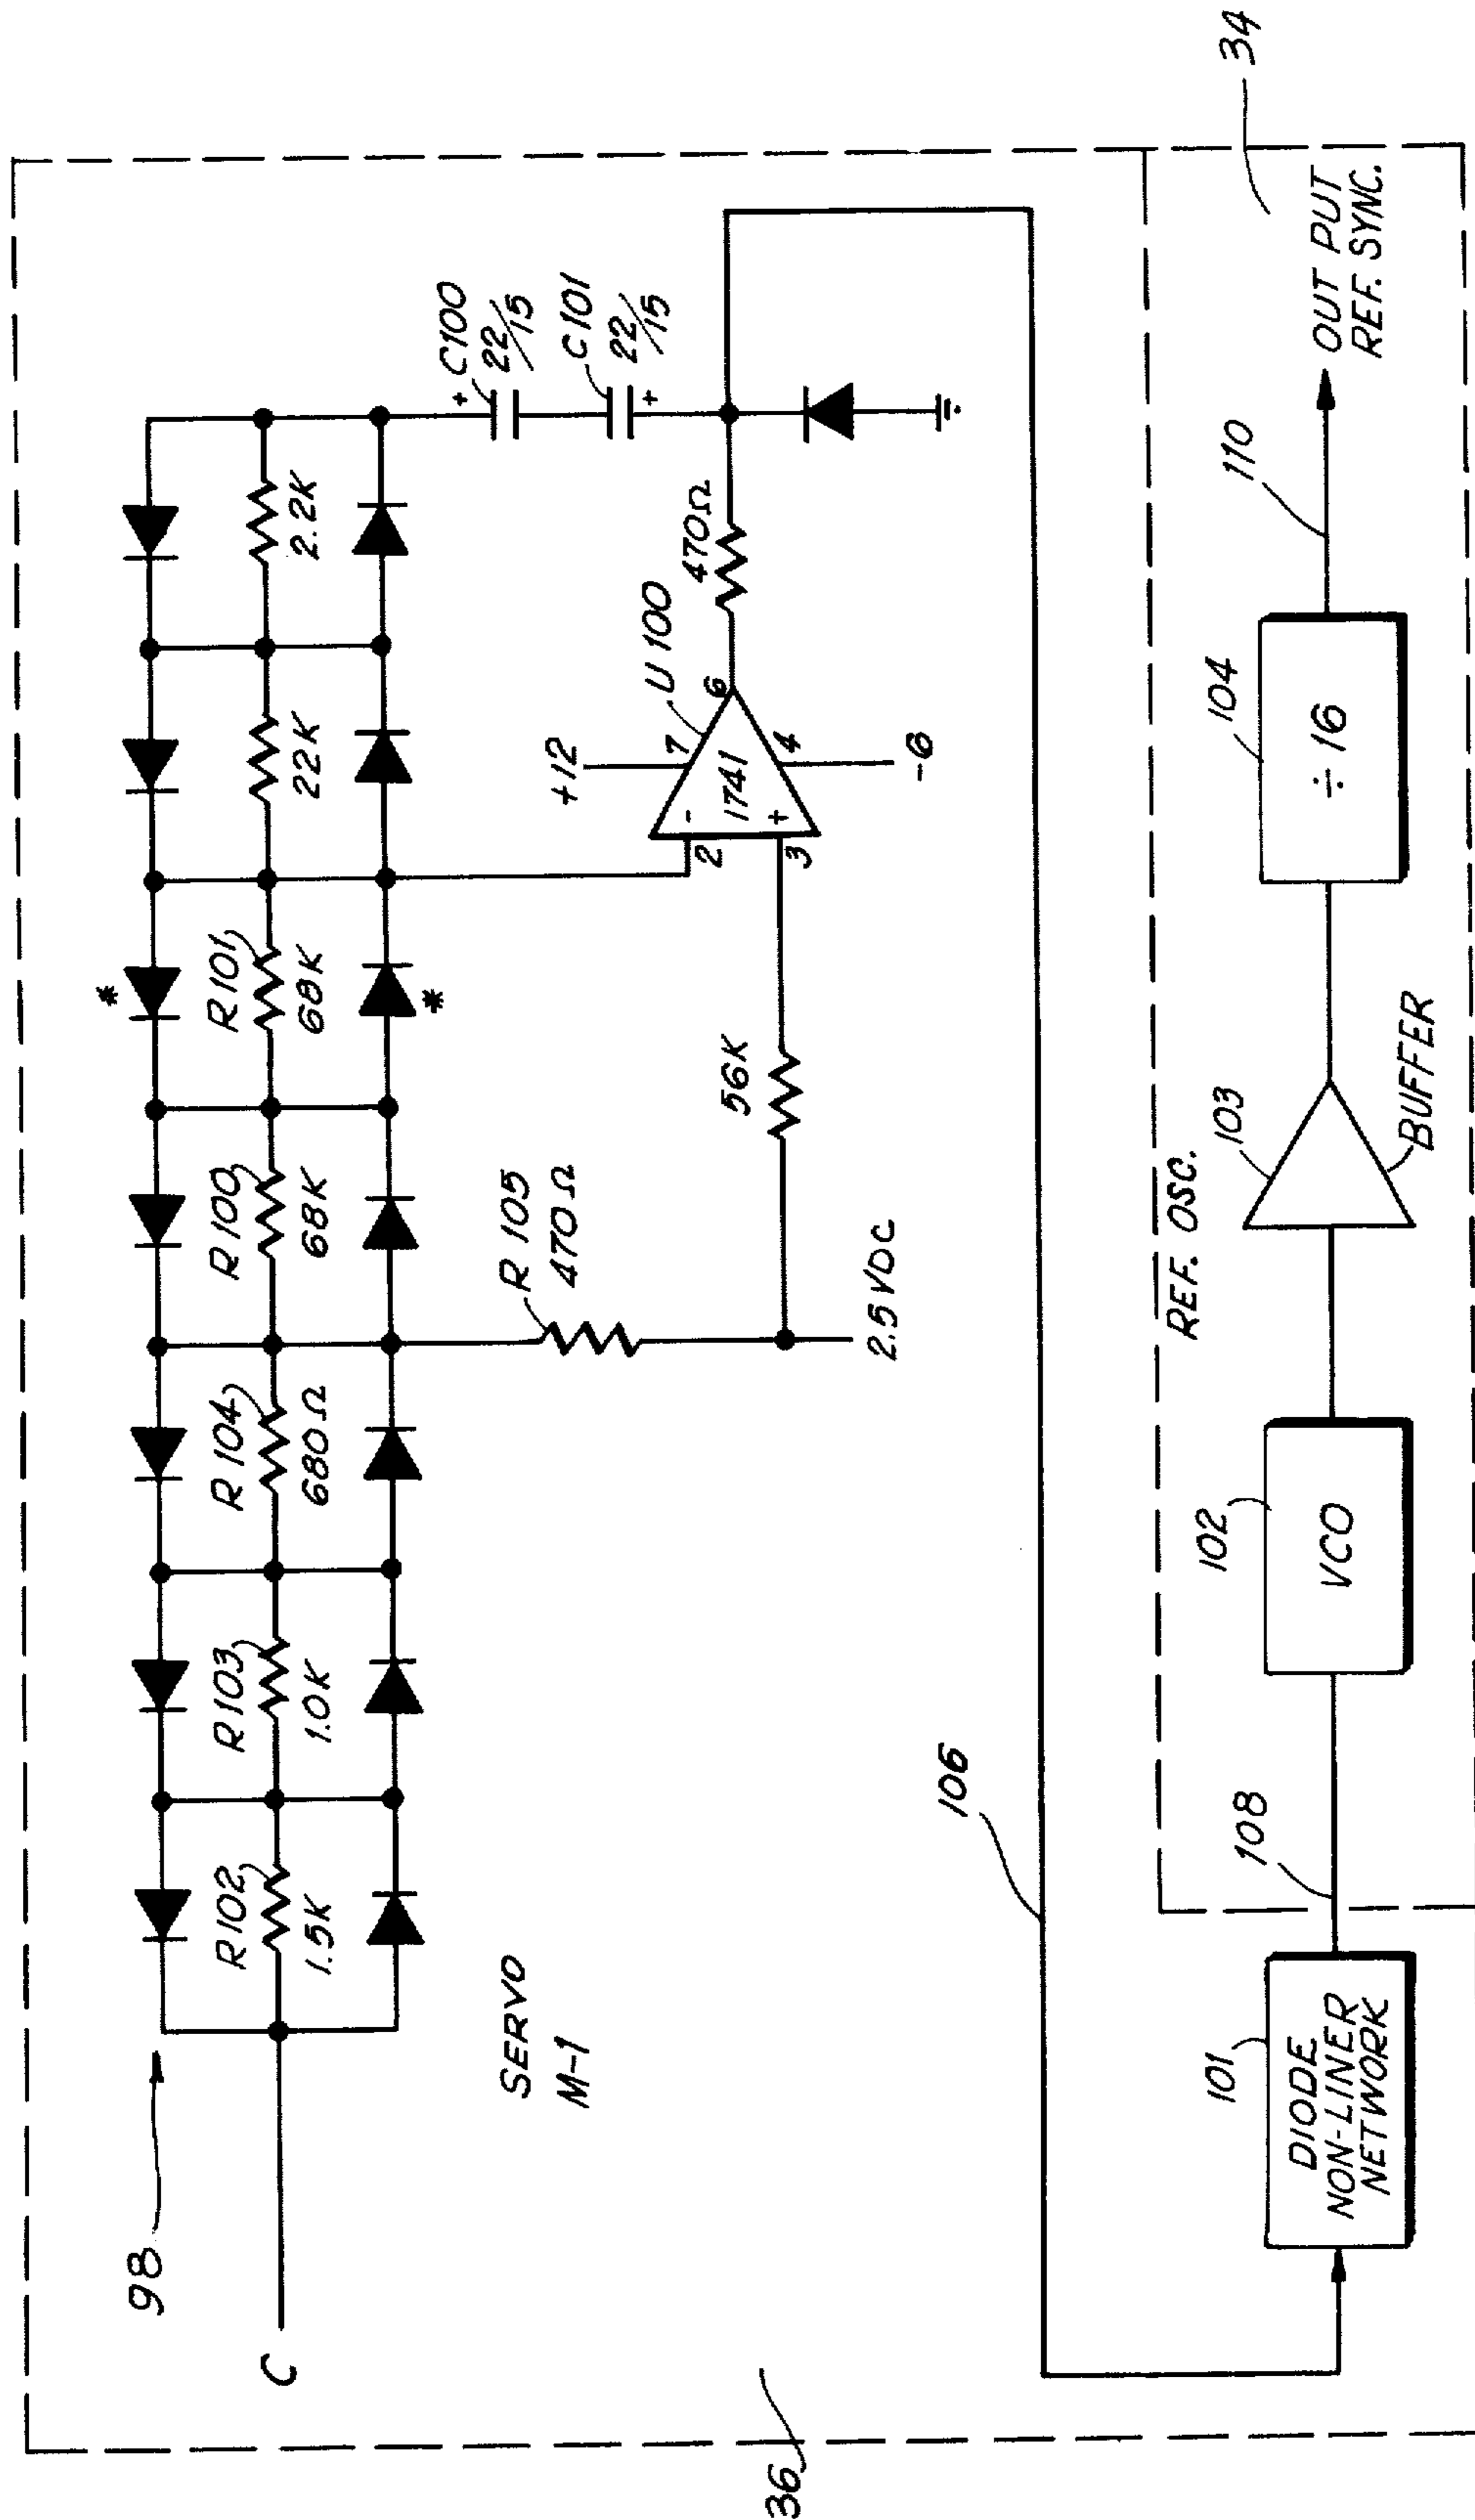 98
C
R102
1.5K
R103
1.0K
R104
680Ω
R100
68K
R101
68K
*
*
22K
2.2K
C100
+
22/15
C101
22/15
+
SERVO
M-1
R105
470Ω
2.5VDC
56K
+12
U100
2
3
7
6
4
-
+
1741
-6
470Ω
36
106
REF. OSC.
101
DIODE
NON-LINER
NETWORK
108
102
VCO
103
BUFFER
104
÷16
110
OUT PUT
REF. SYNC.
34